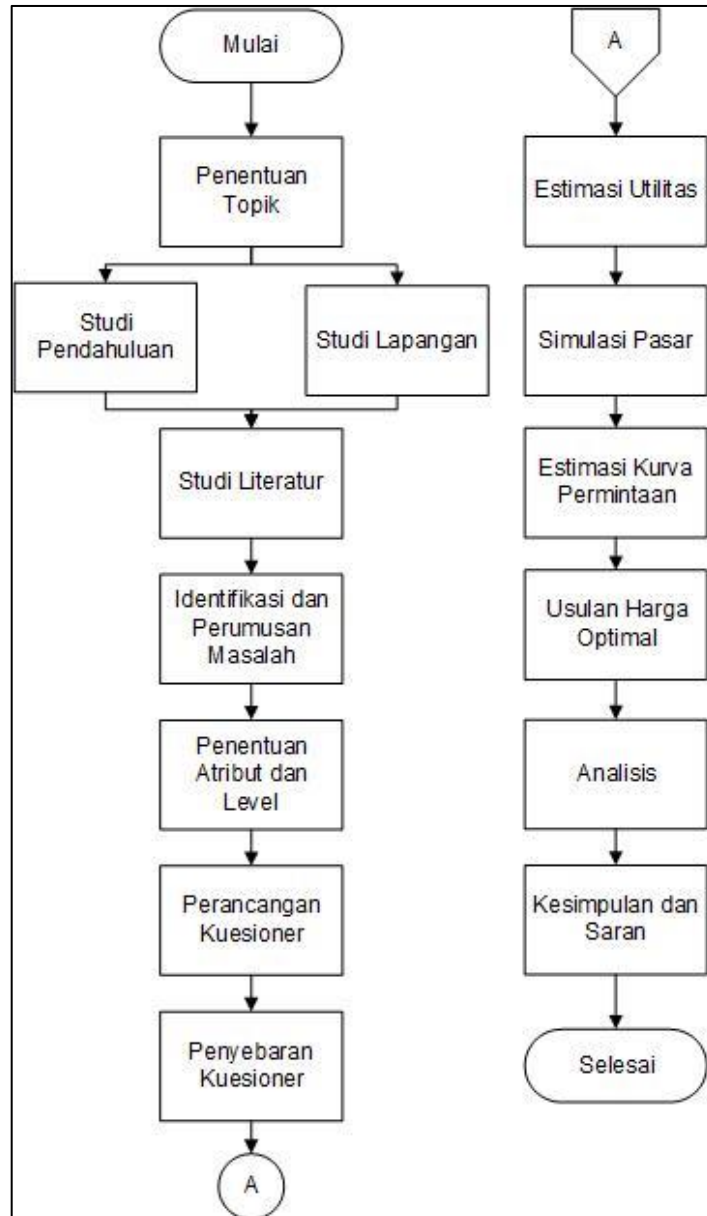 Mulai
Penentuan
Topik
Studi
Pendahuluan
Studi Lapangan
Studi Literatur
Identifikasi dan
Perumusan
Masalah
Penentuan
Atribut dan
Level
Perancangan
Kuesioner
Penyebaran
Kuesioner
A
A
Estimasi Utilitas
Simulasi Pasar
Estimasi Kurva
Permintaan
Usulan Harga
Optimal
Analisis
Kesimpulan dan
Saran
Selesai